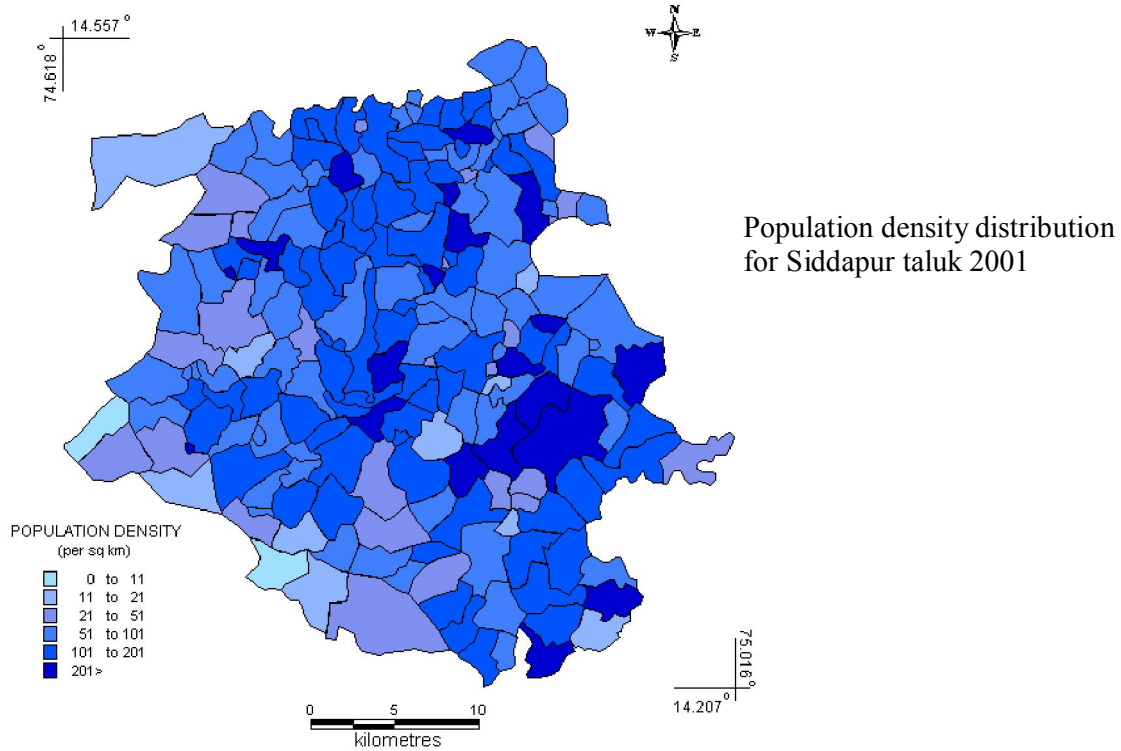 14.557 o
74.618 o
N
W E
S
Population density distribution
for Siddapur taluk 2001
POPULATION DENSITY
(per sq km)
0 to 11
11 to 21
21 to 51
51 to 101
101 to 201
201>
0 5 10
kilometres
75.016 o
14.207 o